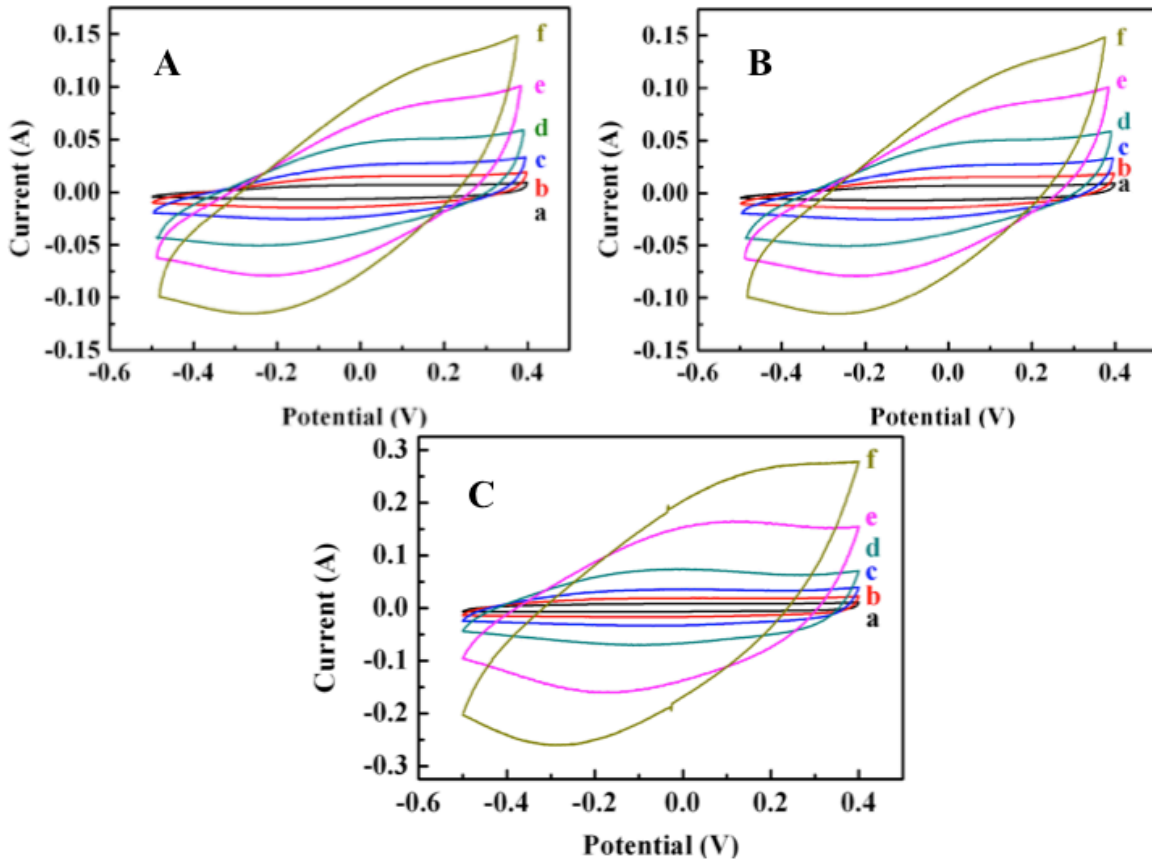 A
f
e
d
c
b
a
0.15
0.10
0.05
0.00
-0.05
-0.10
-0.15
Current (A)
-0.6 -0.4 -0.2 0.0 0.2 0.4
Potential (V)
B
f
e
d
c
b
a
0.15
0.10
0.05
0.00
-0.05
-0.10
-0.15
Current (A)
-0.6 -0.4 -0.2 0.0 0.2 0.4
Potential (V)
C
f
e
d
c
b
a
0.3
0.2
0.1
0.0
-0.1
-0.2
-0.3
Current (A)
-0.6 -0.4 -0.2 0.0 0.2 0.4
Potential (V)